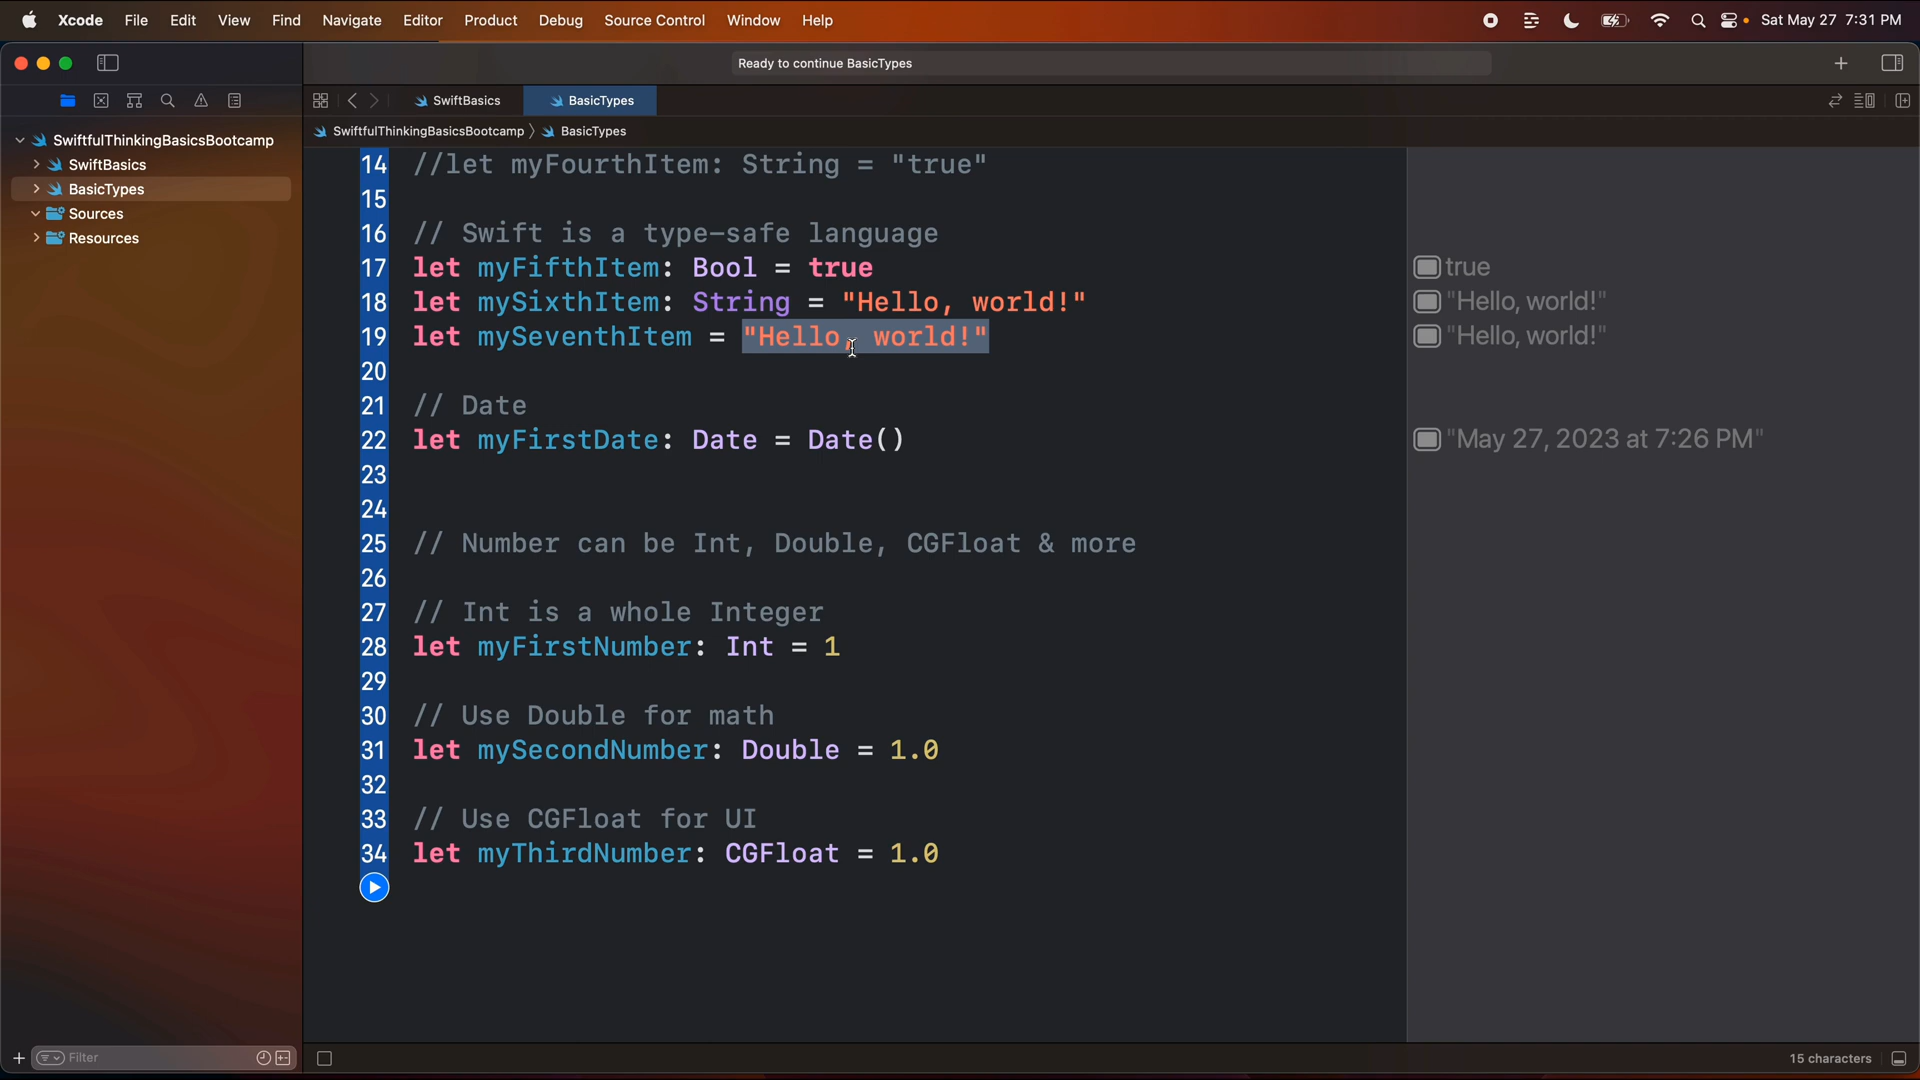 Xcode File Edit View Find Navigate Editor Product Debug Source Control Window Help Sat May 27 7:31 PM
Ready to continue BasicTypes
SwiftBasics BasicTypes
SwiftfulThinkingBasicsBootcamp BasicTypes
SwiftfulThinkingBasicsBootcamp
SwiftBasics
BasicTypes
Sources
Resources
14 //let myFourthItem: String = "true"
15
16 // Swift is a type-safe language
17 let myFifthItem: Bool = true
true
18 let mySixthItem: String = "Hello, world!"
"Hello, world!"
19 let mySeventhItem = "Hello, world!"
"Hello, world!"
20
21 // Date
22 let myFirstDate: Date = Date()
"May 27, 2023 at 7:26 PM"
23
24
25 // Number can be Int, Double, CGFloat & more
26
27 // Int is a whole Integer
28 let myFirstNumber: Int = 1
29
30 // Use Double for math
31 let mySecondNumber: Double = 1.0
32
33 // Use CGFloat for UI
34 let myThirdNumber: CGFloat = 1.0
Filter
15 characters